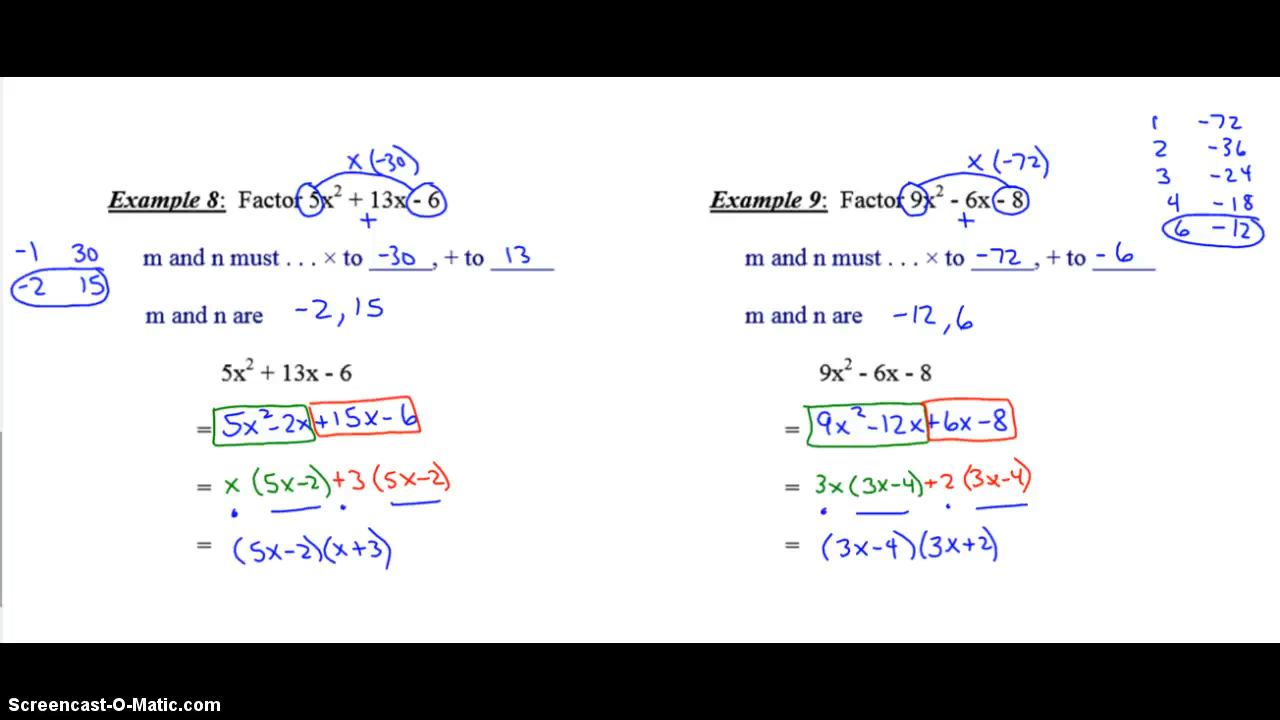 x (-30)
Example 8: Factor 5x² + 13x - 6
+
-1 30
-2 15
m and n must . . . × to -30, + to 13
m and n are -2, 15
5x² + 13x - 6
= 5x²-2x+15x-6
= x (5x-2)+3 (5x-2)
= (5x-2)(x+3)
x (-72)
Example 9: Factor 9x² - 6x - 8
+
1 -72
2 -36
3 -24
4 -18
6 -12
m and n must . . . × to -72, + to -6
m and n are -12, 6
9x² - 6x - 8
= 9x²-12x+6x-8
= 3x (3x-4)+2 (3x-4)
= (3x-4)(3x+2)
Screencast-O-Matic.com